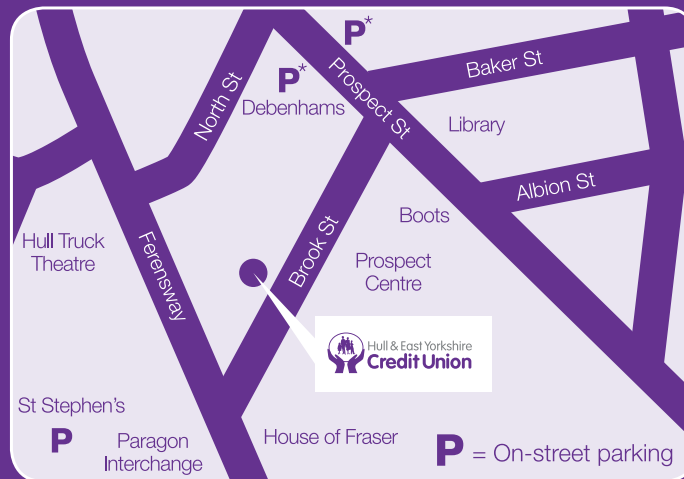 P*
Baker St
North St
P*
Debenhams
Prospect St
Library
Albion St
Boots
Hull Truck
Theatre
Ferensway
Brook St
Prospect
Centre
Hull & East Yorkshire
Credit Union
St Stephen's
P
Paragon
Interchange
House of Fraser
P = On-street parking